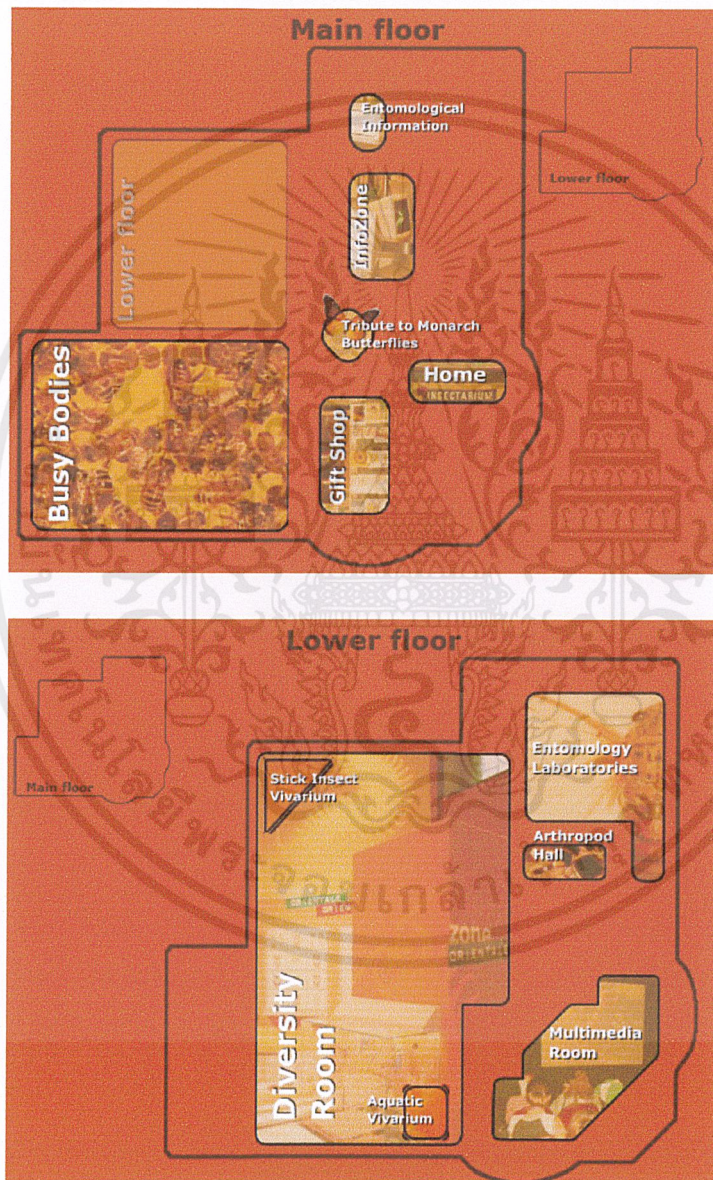 Main floor
Entomological
Information
Lower floor
Lower floor
InfoZone
Tribute to Monarch
Butterflies
Busy Bodies
Home
INSECTARIUM
Gift Shop
Lower floor
Main floor
Stick Insect
Vivarium
Entomology
Laboratories
Arthropod
Hall
ZONA
Diversity
Room
Multimedia
Room
Aquatic
Vivarium